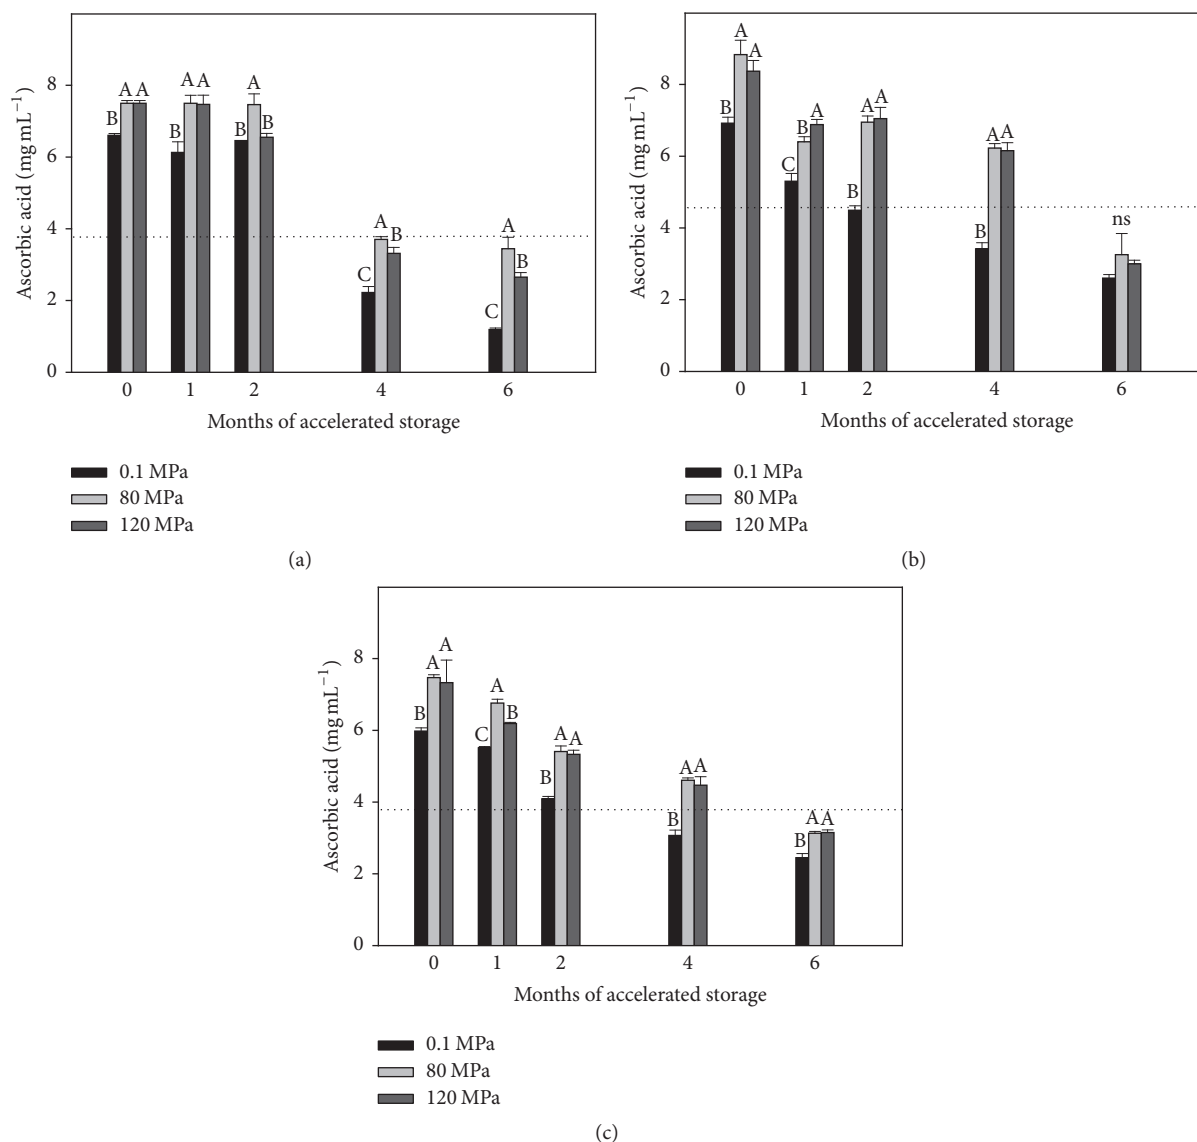 8
6
4
2
0
Ascorbic acid (mg mL−1)
B
A
A
B
A
A
B
A
B
C
A
B
C
A
B
0
1
2
4
6
Months of accelerated storage
0.1 MPa
80 MPa
120 MPa
(a)
8
6
4
2
0
Ascorbic acid (mg mL−1)
B
A
A
C
B
A
B
A
A
B
A
A
ns
0
1
2
4
6
Months of accelerated storage
0.1 MPa
80 MPa
120 MPa
(b)
8
6
4
2
0
Ascorbic acid (mg mL−1)
B
A
A
C
A
B
B
A
A
B
A
A
B
A
A
0
1
2
4
6
Months of accelerated storage
0.1 MPa
80 MPa
120 MPa
(c)